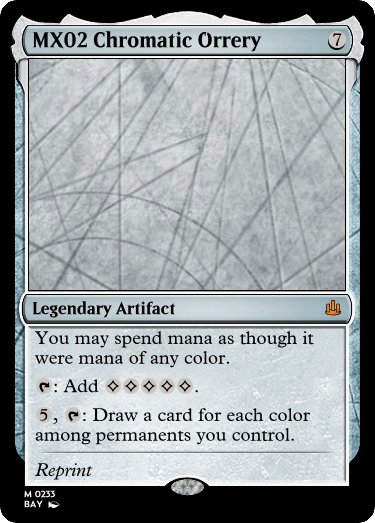 MX02 Chromatic Orrery 7
Legendary Artifact
You may spend mana as though it
were mana of any color.
: Add .
5, : Draw a card for each color
among permanents you control.
Reprint
M 0233
BAY